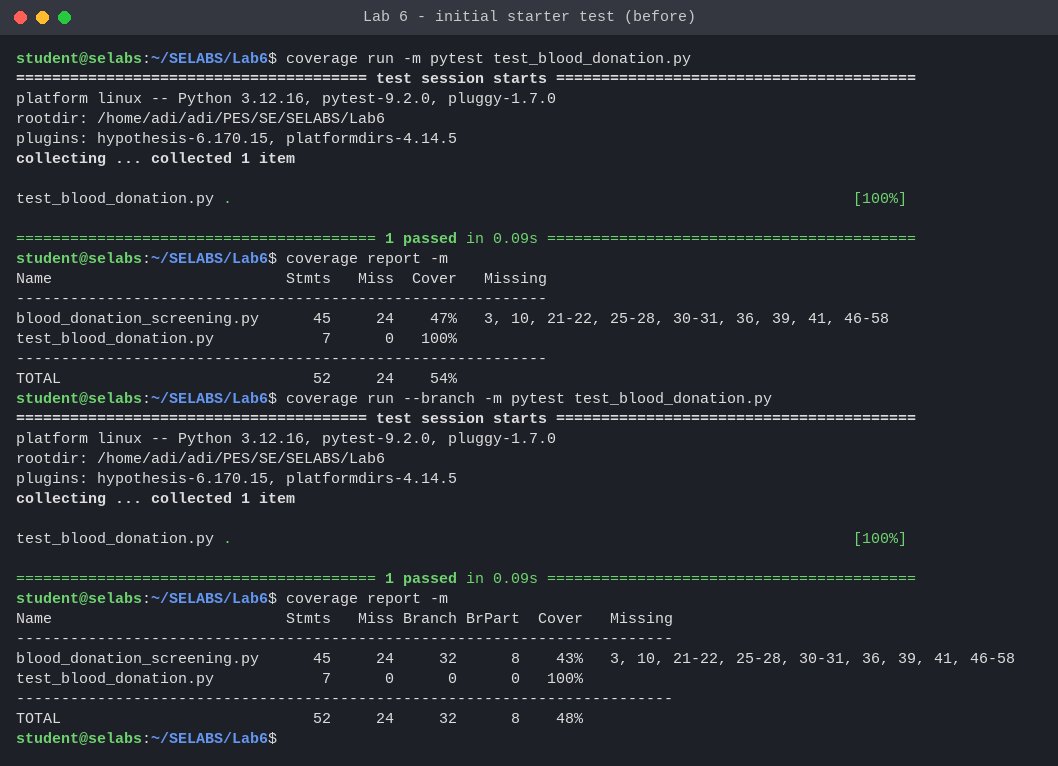 Lab 6 - initial starter test (before)
student@selabs:~/SELABS/Lab6$ coverage run -m pytest test_blood_donation.py
======================================= test session starts ========================================
platform linux -- Python 3.12.16, pytest-9.2.0, pluggy-1.7.0
rootdir: /home/adi/adi/PES/SE/SELABS/Lab6
plugins: hypothesis-6.170.15, platformdirs-4.14.5
collecting ... collected 1 item
test_blood_donation.py .                                                                     [100%]
======================================== 1 passed in 0.09s =========================================
student@selabs:~/SELABS/Lab6$ coverage report -m
Name                          Stmts   Miss  Cover   Missing
-----------------------------------------------------------
blood_donation_screening.py      45     24    47%   3, 10, 21-22, 25-28, 30-31, 36, 39, 41, 46-58
test_blood_donation.py            7      0   100%
-----------------------------------------------------------
TOTAL                            52     24    54%
student@selabs:~/SELABS/Lab6$ coverage run --branch -m pytest test_blood_donation.py
======================================= test session starts ========================================
platform linux -- Python 3.12.16, pytest-9.2.0, pluggy-1.7.0
rootdir: /home/adi/adi/PES/SE/SELABS/Lab6
plugins: hypothesis-6.170.15, platformdirs-4.14.5
collecting ... collected 1 item
test_blood_donation.py .                                                                     [100%]
======================================== 1 passed in 0.09s =========================================
student@selabs:~/SELABS/Lab6$ coverage report -m
Name                          Stmts   Miss Branch BrPart  Cover   Missing
-------------------------------------------------------------------------
blood_donation_screening.py      45     24     32      8    43%   3, 10, 21-22, 25-28, 30-31, 36, 39, 41, 46-58
test_blood_donation.py            7      0      0      0   100%
-------------------------------------------------------------------------
TOTAL                            52     24     32      8    48%
student@selabs:~/SELABS/Lab6$